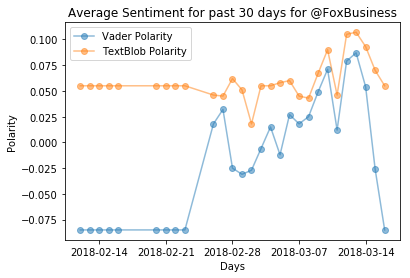 Average Sentiment for past 30 days for @FoxBusiness
Vader Polarity
TextBlob Polarity
0.100
0.075
0.050
0.025
0.000
−0.025
−0.050
−0.075
Polarity
2018-02-14
2018-02-21
2018-02-28
2018-03-07
2018-03-14
Days